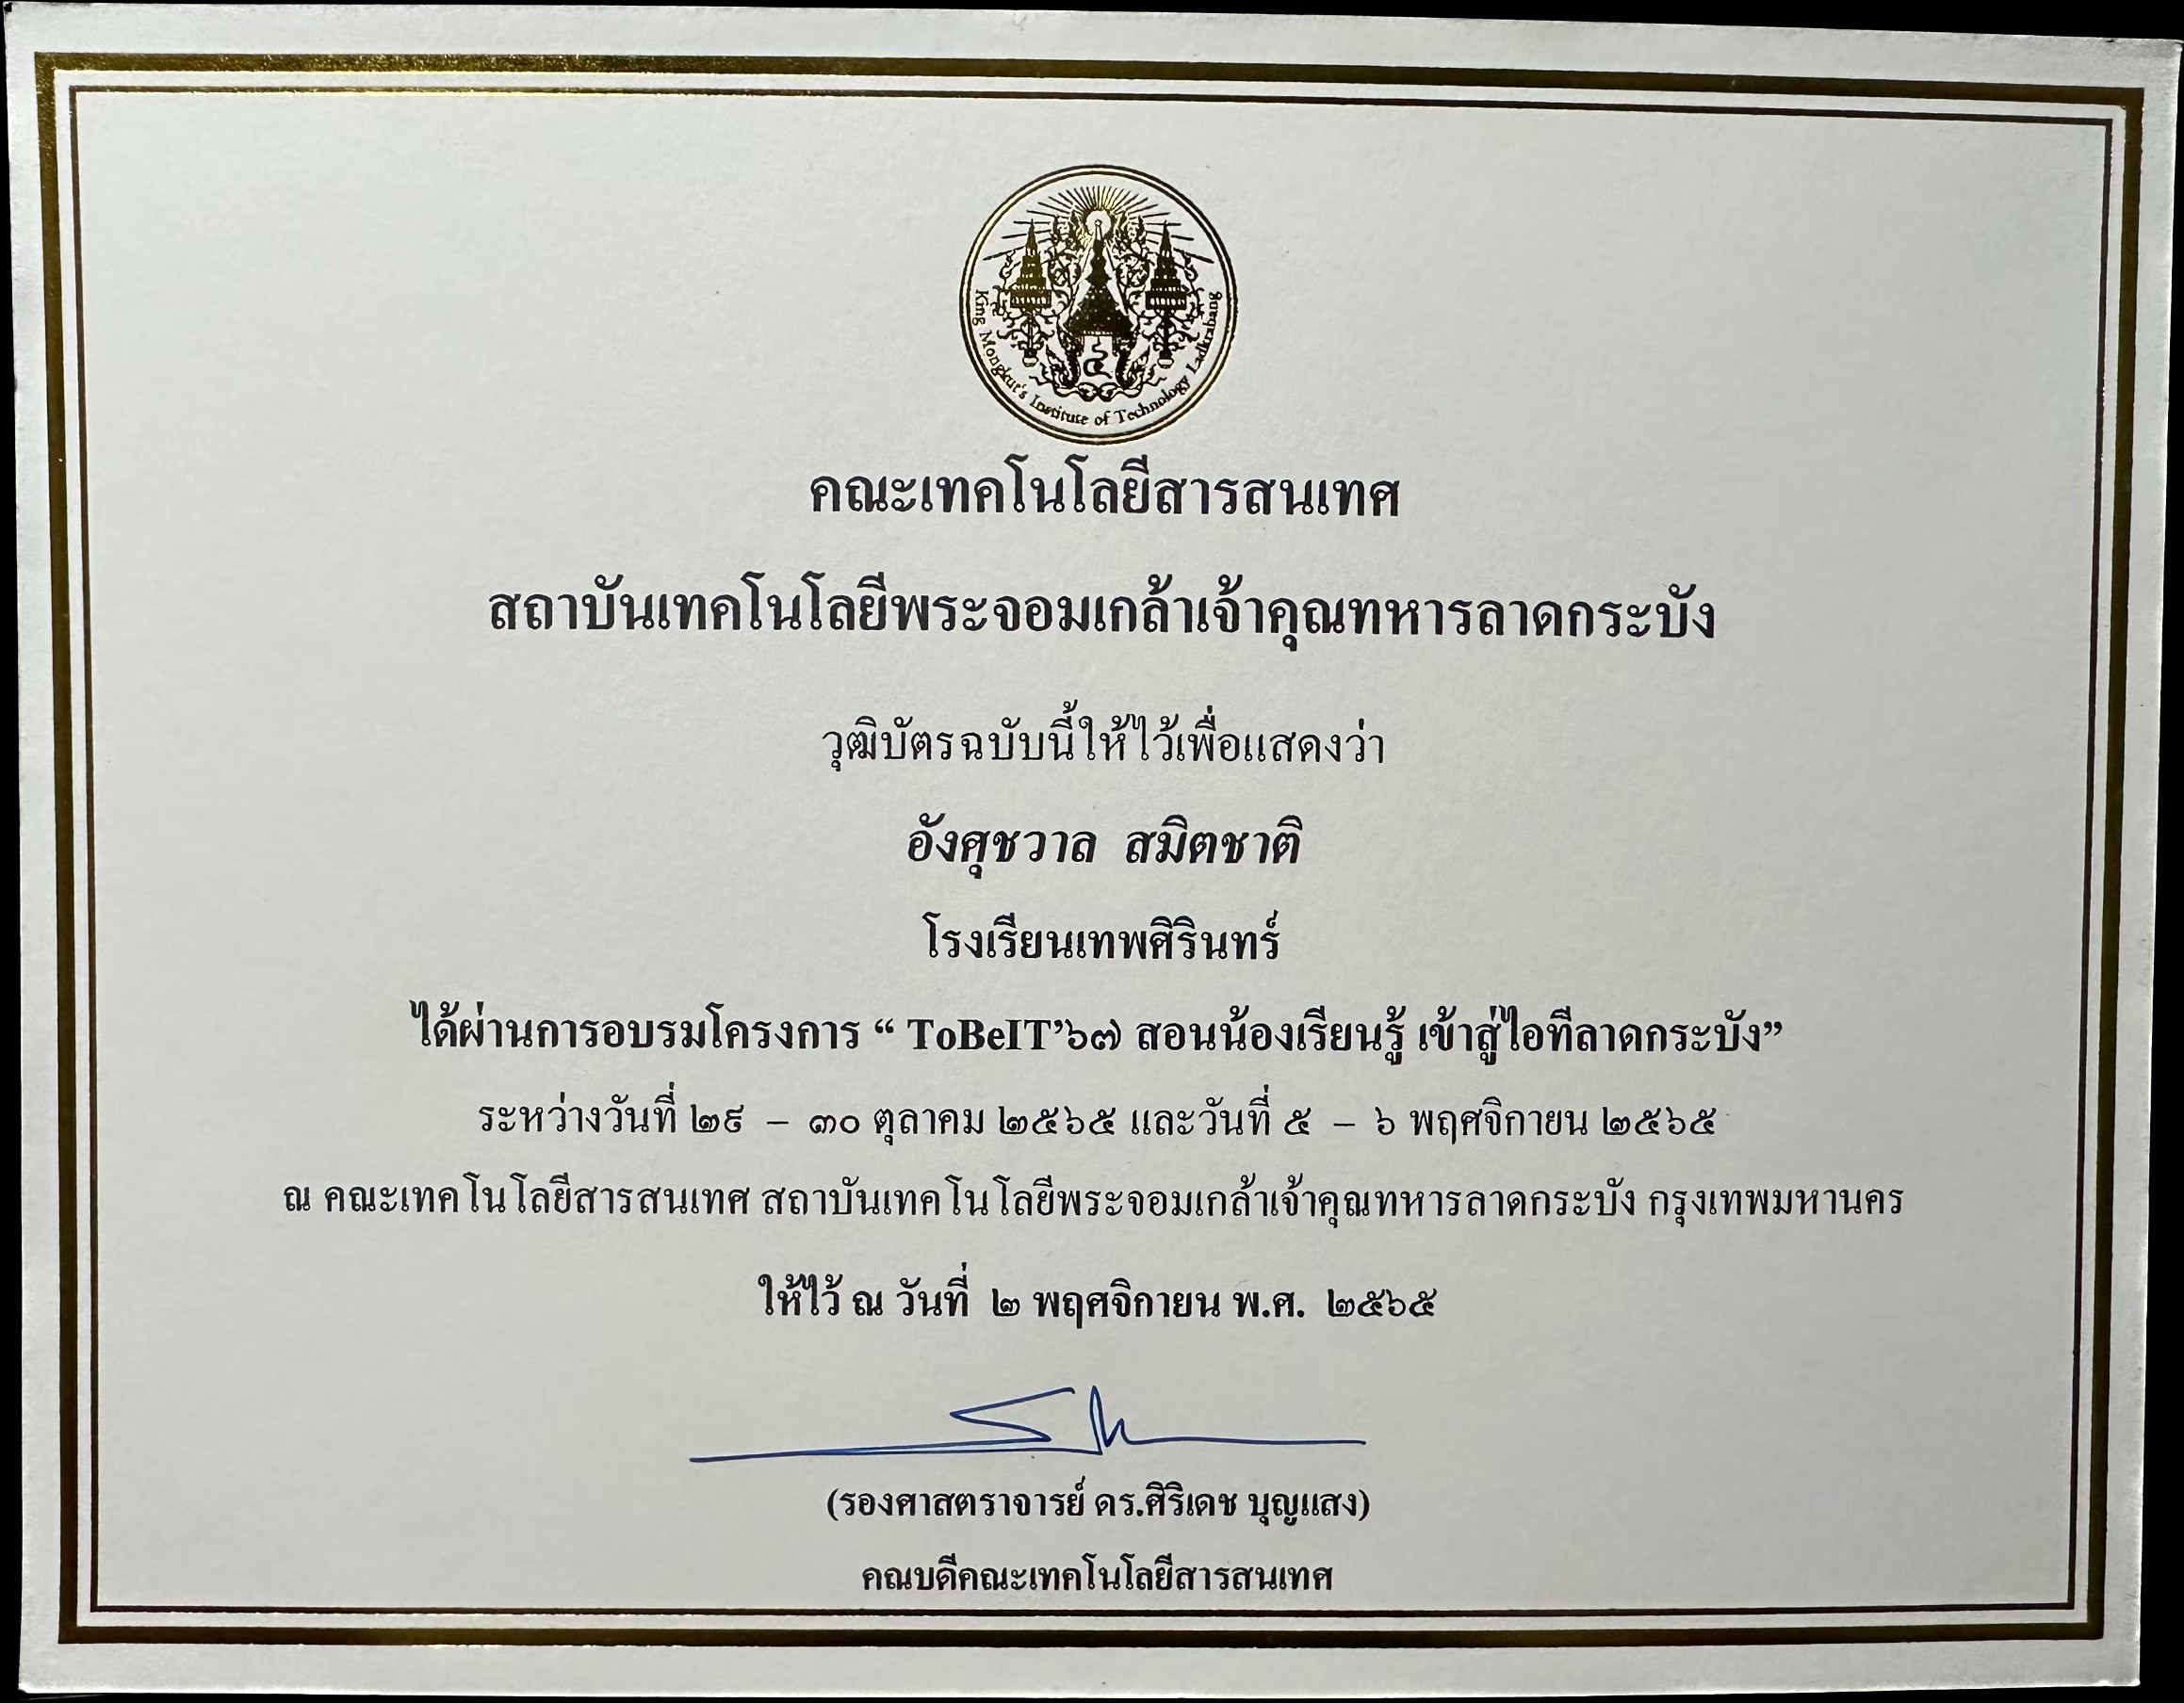 King Mongkut's Institute of Technology Ladkrabang
คณะเทคโนโลยีสารสนเทศ
สถาบันเทคโนโลยีพระจอมเกล้าเจ้าคุณทหารลาดกระบัง
วุฒิบัตรฉบับนี้ให้ไว้เพื่อแสดงว่า
อังศุชวาล สมิตชาติ
โรงเรียนเทพศิรินทร์
ได้ผ่านการอบรมโครงการ “ ToBeIT’๖๗ สอนน้องเรียนรู้ เข้าสู่ไอทีลาดกระบัง”
ระหว่างวันที่ ๒๙ – ๓๐ ตุลาคม ๒๕๖๕ และวันที่ ๕ – ๖ พฤศจิกายน ๒๕๖๕
ณ คณะเทคโนโลยีสารสนเทศ สถาบันเทคโนโลยีพระจอมเกล้าเจ้าคุณทหารลาดกระบัง กรุงเทพมหานคร
ให้ไว้ ณ วันที่ ๒ พฤศจิกายน พ.ศ. ๒๕๖๕
(รองศาสตราจารย์ ดร.ศิริเดช บุญแสง)
คณบดีคณะเทคโนโลยีสารสนเทศ